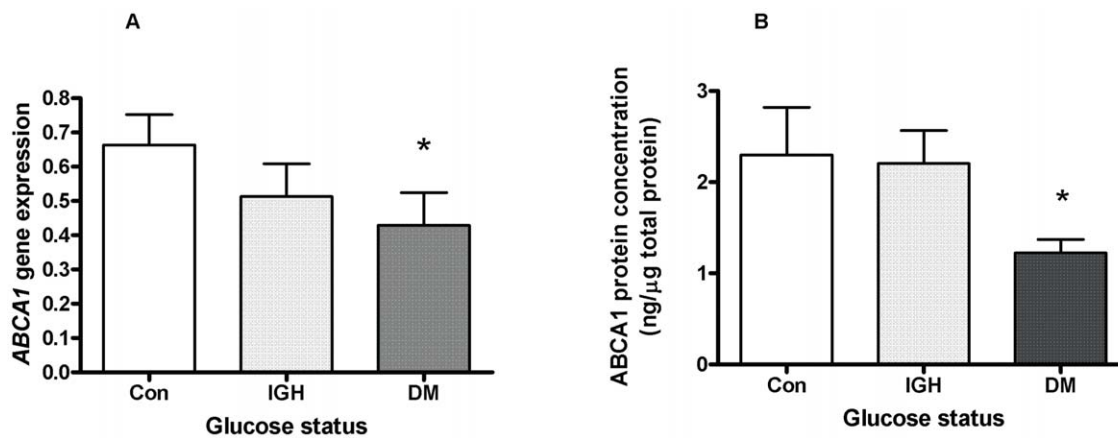 A
ABCA1 gene expression
0.8
0.7
0.6
0.5
0.4
0.3
0.2
0.1
0.0
*
Con IGH DM
Glucose status
B
ABCA1 protein concentration
(ng/μg total protein)
3
2
1
0
*
Con IGH DM
Glucose status